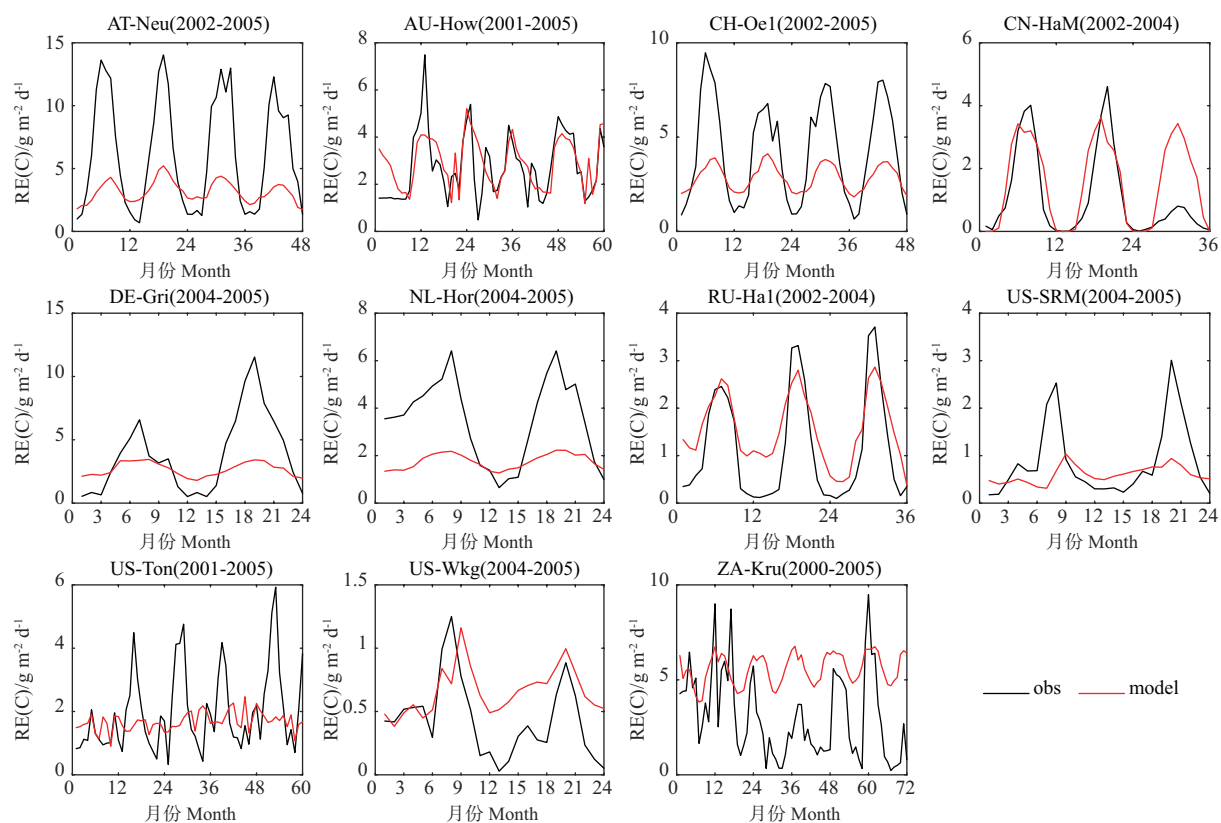 AT-Neu(2002-2005)
RE(C)/g m⁻² d⁻¹
15
10
5
0
0 12 24 36 48
月份 Month
AU-How(2001-2005)
RE(C)/g m⁻² d⁻¹
8
6
4
2
0
0 12 24 36 48 60
月份 Month
CH-Oe1(2002-2005)
RE(C)/g m⁻² d⁻¹
10
5
0
0 12 24 36 48
月份 Month
CN-HaM(2002-2004)
RE(C)/g m⁻² d⁻¹
6
4
2
0
0 12 24 36
月份 Month
DE-Gri(2004-2005)
RE(C)/g m⁻² d⁻¹
15
10
5
0
0 3 6 9 12 15 18 21 24
月份 Month
NL-Hor(2004-2005)
RE(C)/g m⁻² d⁻¹
8
6
4
2
0
0 3 6 9 12 15 18 21 24
月份 Month
RU-Ha1(2002-2004)
RE(C)/g m⁻² d⁻¹
4
3
2
1
0
0 12 24 36
月份 Month
US-SRM(2004-2005)
RE(C)/g m⁻² d⁻¹
4
3
2
1
0
0 3 6 9 12 15 18 21 24
月份 Month
US-Ton(2001-2005)
RE(C)/g m⁻² d⁻¹
6
4
2
0
0 12 24 36 48 60
月份 Month
US-Wkg(2004-2005)
RE(C)/g m⁻² d⁻¹
1.5
1
0.5
0
0 3 6 9 12 15 18 21 24
月份 Month
ZA-Kru(2000-2005)
RE(C)/g m⁻² d⁻¹
10
5
0
0 12 24 36 48 60 72
月份 Month
obs model